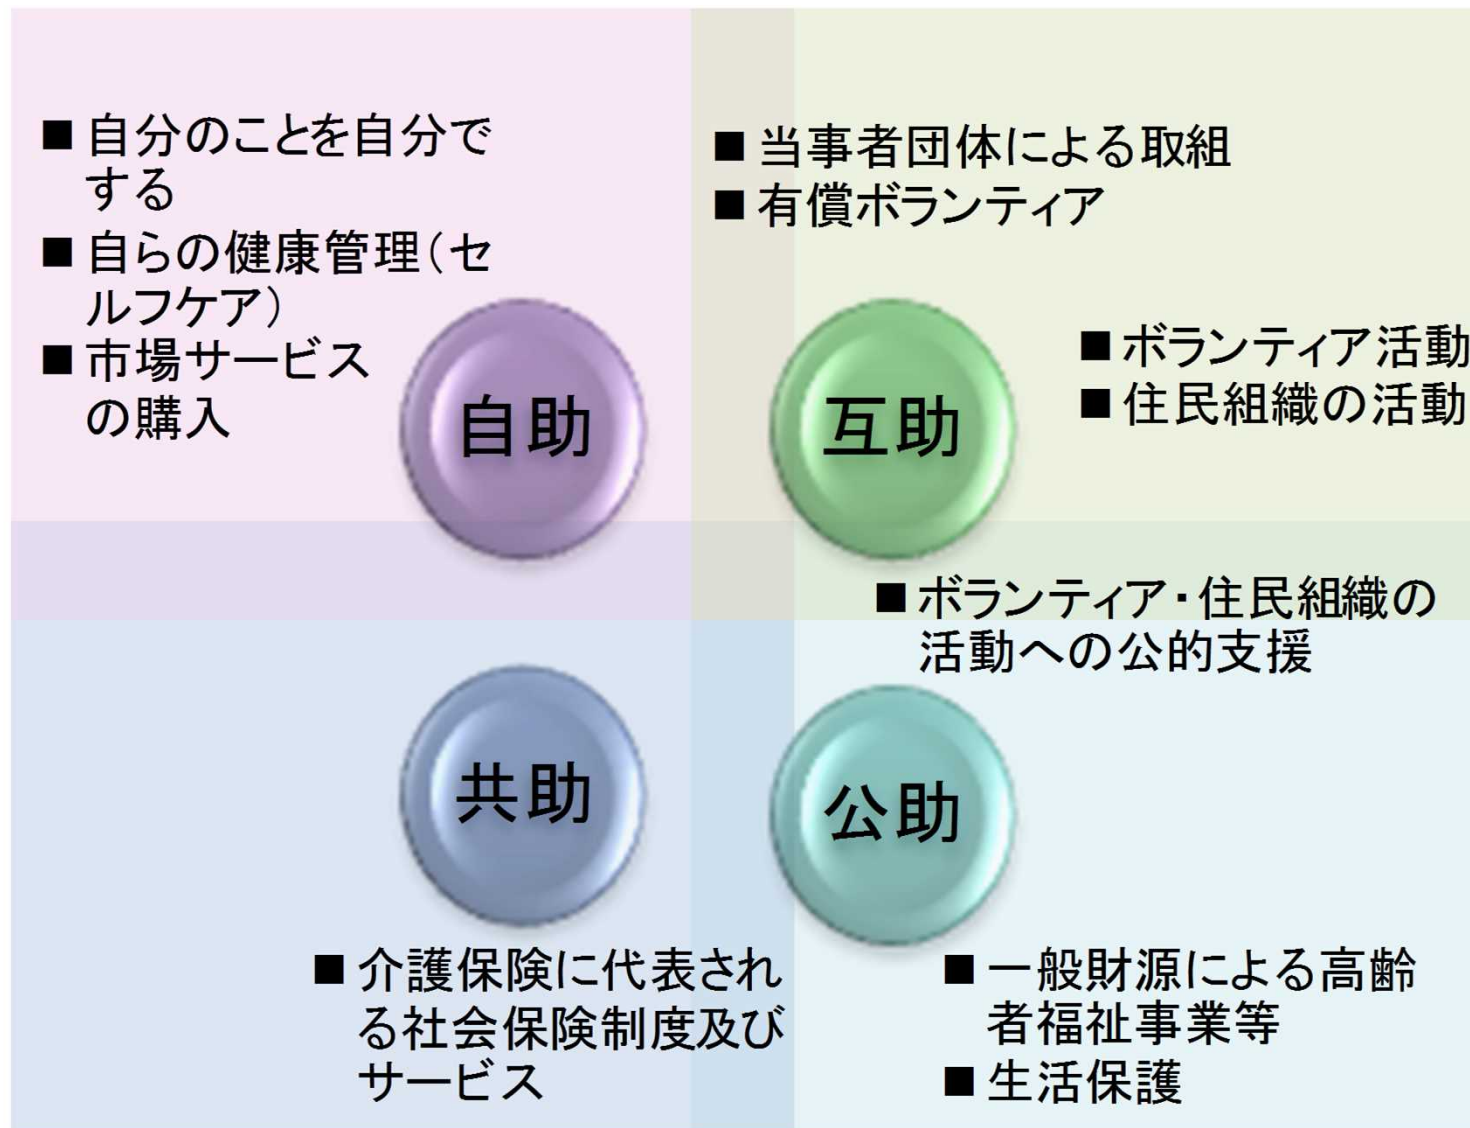 ■ 自分のことを自分で
する
■ 自らの健康管理(セ
ルフケア)
■ 市場サービス
の購入
自助
■ 当事者団体による取組
■ 有償ボランティア
互助
■ ボランティア活動
■ 住民組織の活動
■ ボランティア・住民組織の
活動への公的支援
共助
■ 介護保険に代表され
る社会保険制度及び
サービス
公助
■ 一般財源による高齢
者福祉事業等
■ 生活保護